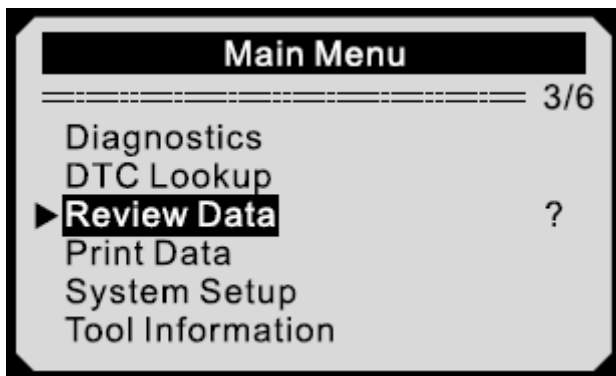 Main Menu
3/6
Diagnostics
DTC Lookup
Review Data ?
Print Data
System Setup
Tool Information